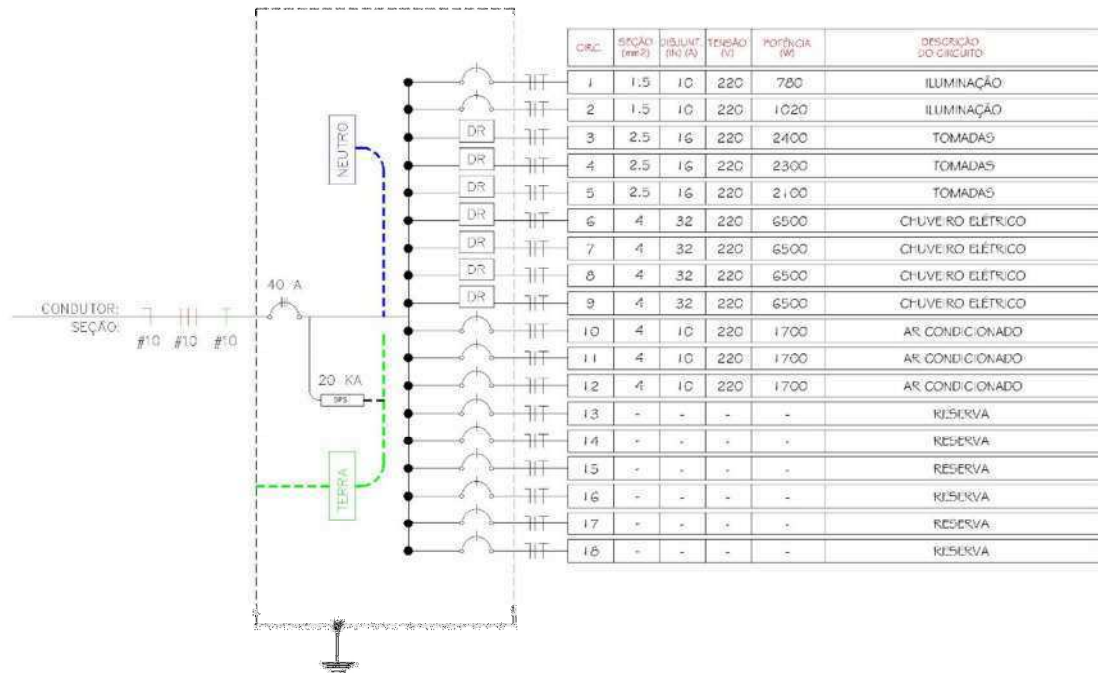 CIRC. SEÇÃO (mm2) DISJUNT. (IN) (A) TENSÃO (V) POTÊNCIA (W) DESCRIÇÃO DO CIRCUITO
1 1.5 10 220 780 ILUMINAÇÃO
2 1.5 10 220 1020 ILUMINAÇÃO
DR 3 2.5 16 220 2400 TOMADAS
DR 4 2.5 16 220 2300 TOMADAS
DR 5 2.5 16 220 2100 TOMADAS
DR 6 4 32 220 6500 CHUVEIRO ELÉTRICO
DR 7 4 32 220 6500 CHUVEIRO ELÉTRICO
DR 8 4 32 220 6500 CHUVEIRO ELÉTRICO
DR 9 4 32 220 6500 CHUVEIRO ELÉTRICO
10 4 10 220 1700 AR CONDICIONADO
11 4 10 220 1700 AR CONDICIONADO
12 4 10 220 1700 AR CONDICIONADO
13 - - - - RESERVA
14 - - - - RESERVA
15 - - - - RESERVA
16 - - - - RESERVA
17 - - - - RESERVA
18 - - - - RESERVA
NEUTRO
40 A
CONDUTOR:
SEÇÃO:
#10 #10 #10
20 KA
DPS
TERRA